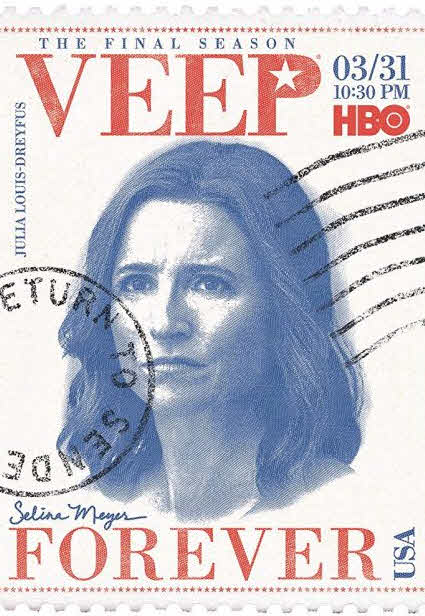 THE FINAL SEASON
VEEP
03/31
10:30 PM
HBO
JULIA LOUIS-DREYFUS
RETURN TO SENDE
Selina Meyer
FOREVER
USA